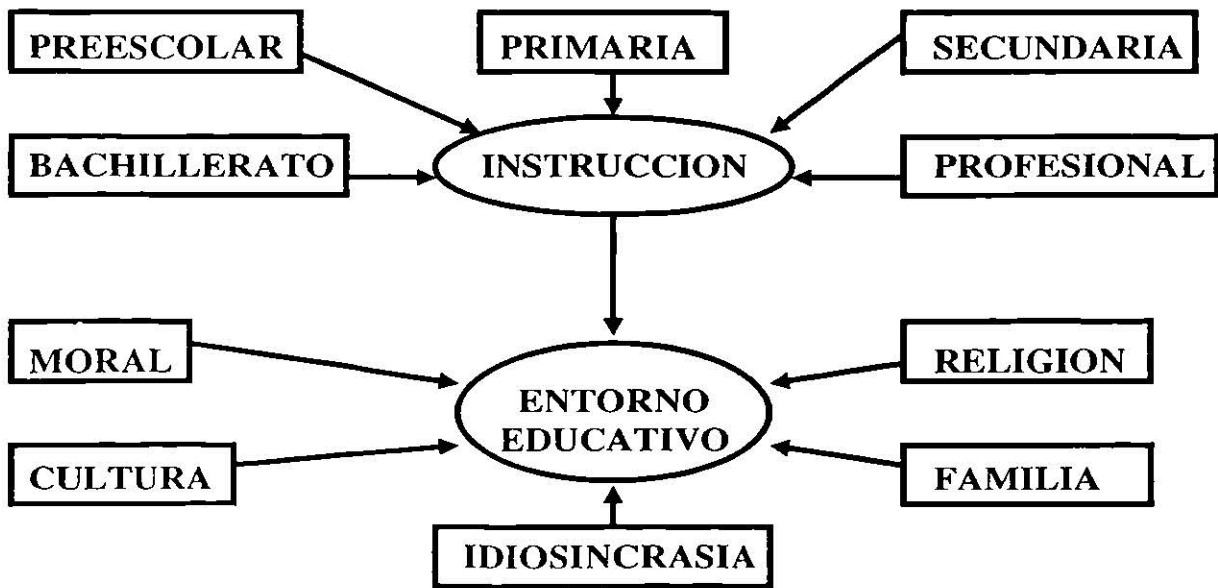 PREESCOLAR
PRIMARIA
SECUNDARIA
BACHILLERATO
INSTRUCCION
PROFESIONAL
MORAL
RELIGION
ENTORNO
EDUCATIVO
CULTURA
FAMILIA
IDIOSINCRASIA